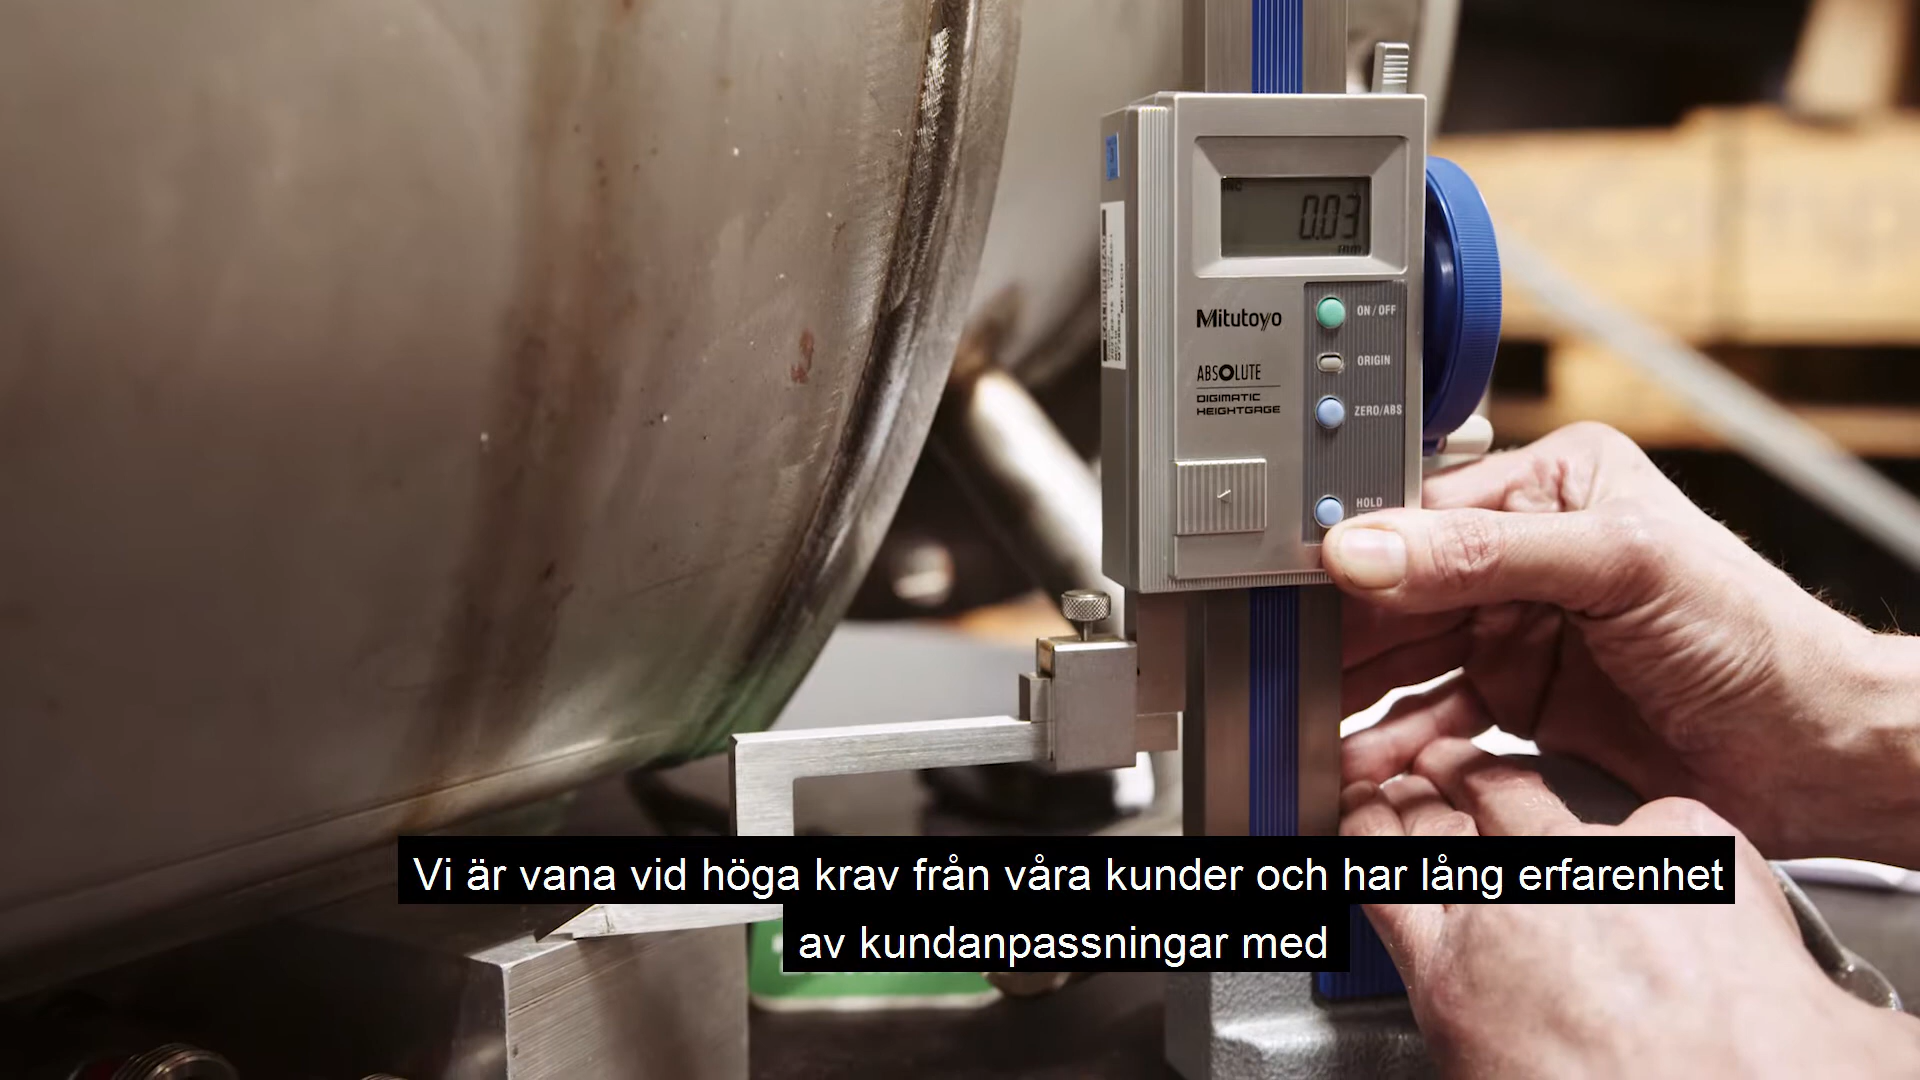 0.03
mm
Mitutoyo
ON / OFF
ORIGIN
ABSOLUTE
ZERO/ABS
DIGIMATIC
HEIGHTGAGE
HOLD
Vi är vana vid höga krav från våra kunder och har lång erfarenhet
av kundanpassningar med